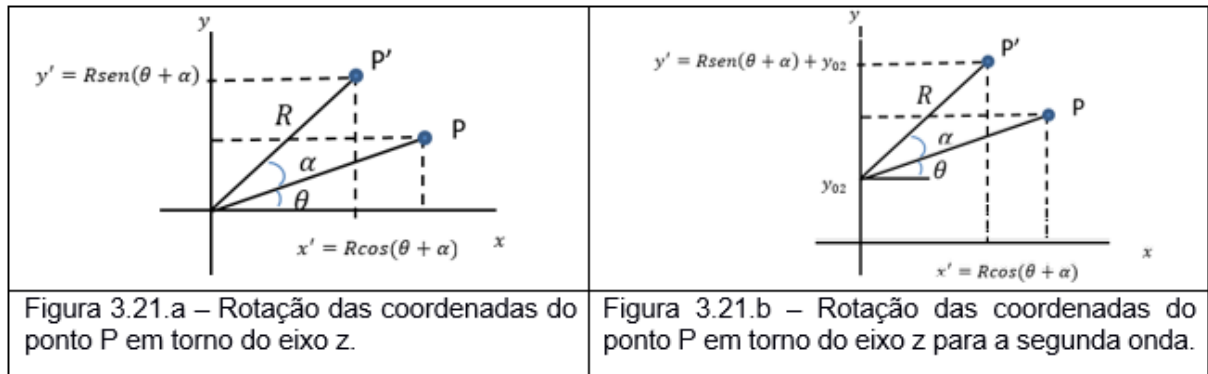 y
P'
y′ = Rsen(θ + α)
R
P
α
θ
x′ = Rcos(θ + α)
x
Figura 3.21.a – Rotação das coordenadas do
ponto P em torno do eixo z.
y
P'
y′ = Rsen(θ + α) + y₀₂
R
P
α
θ
y₀₂
x
x′ = Rcos(θ + α)
Figura 3.21.b – Rotação das coordenadas do
ponto P em torno do eixo z para a segunda onda.